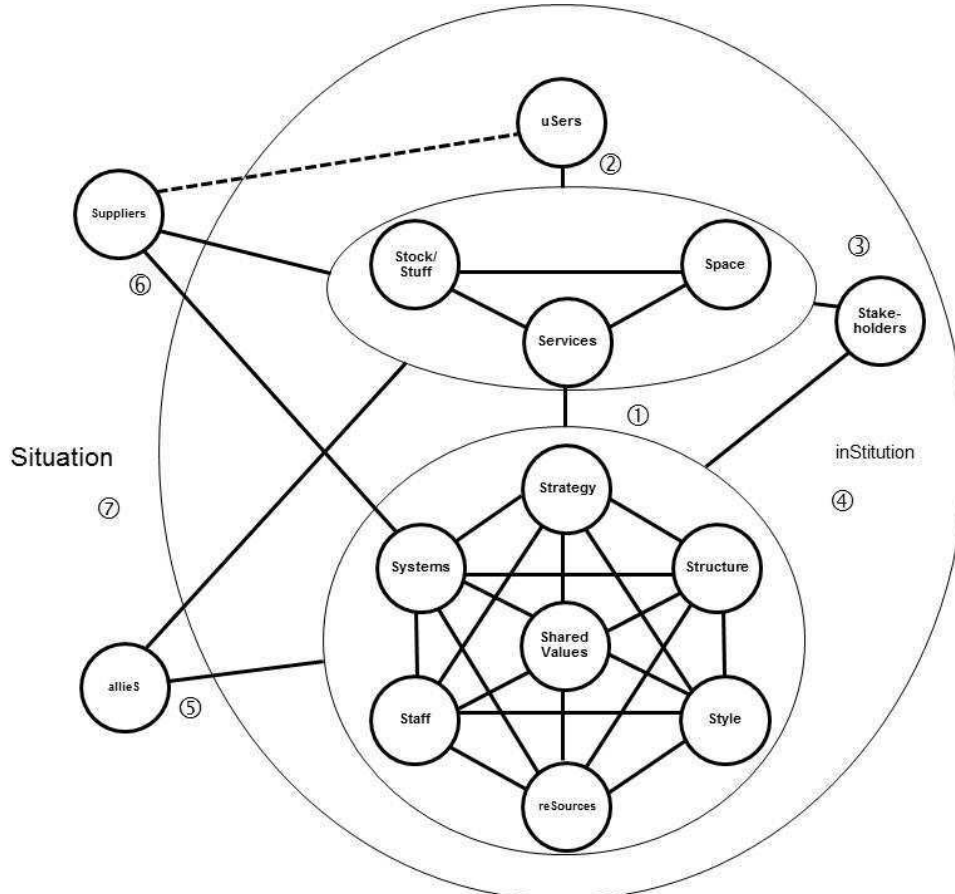 uSers
②
Suppliers
⑥
Stock/
Stuff
Space
Services
③
Stake-
holders
①
Situation
⑦
inStitution
④
Strategy
Systems
Structure
Shared
Values
allieS
⑤
Staff
Style
reSources